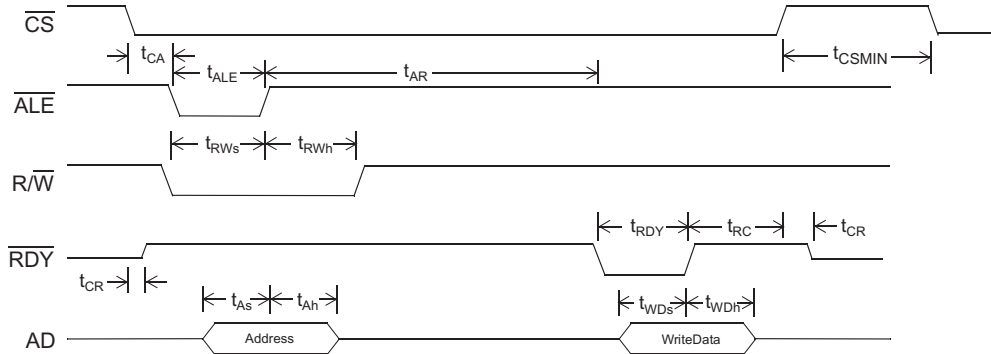 CS
tCA
tALE
tAR
tCSMIN
ALE
tRWs
tRWh
R/W
tRDY
tRC
tCR
RDY
tCR
tAs
tAh
tWDs
tWDh
AD
Address
WriteData